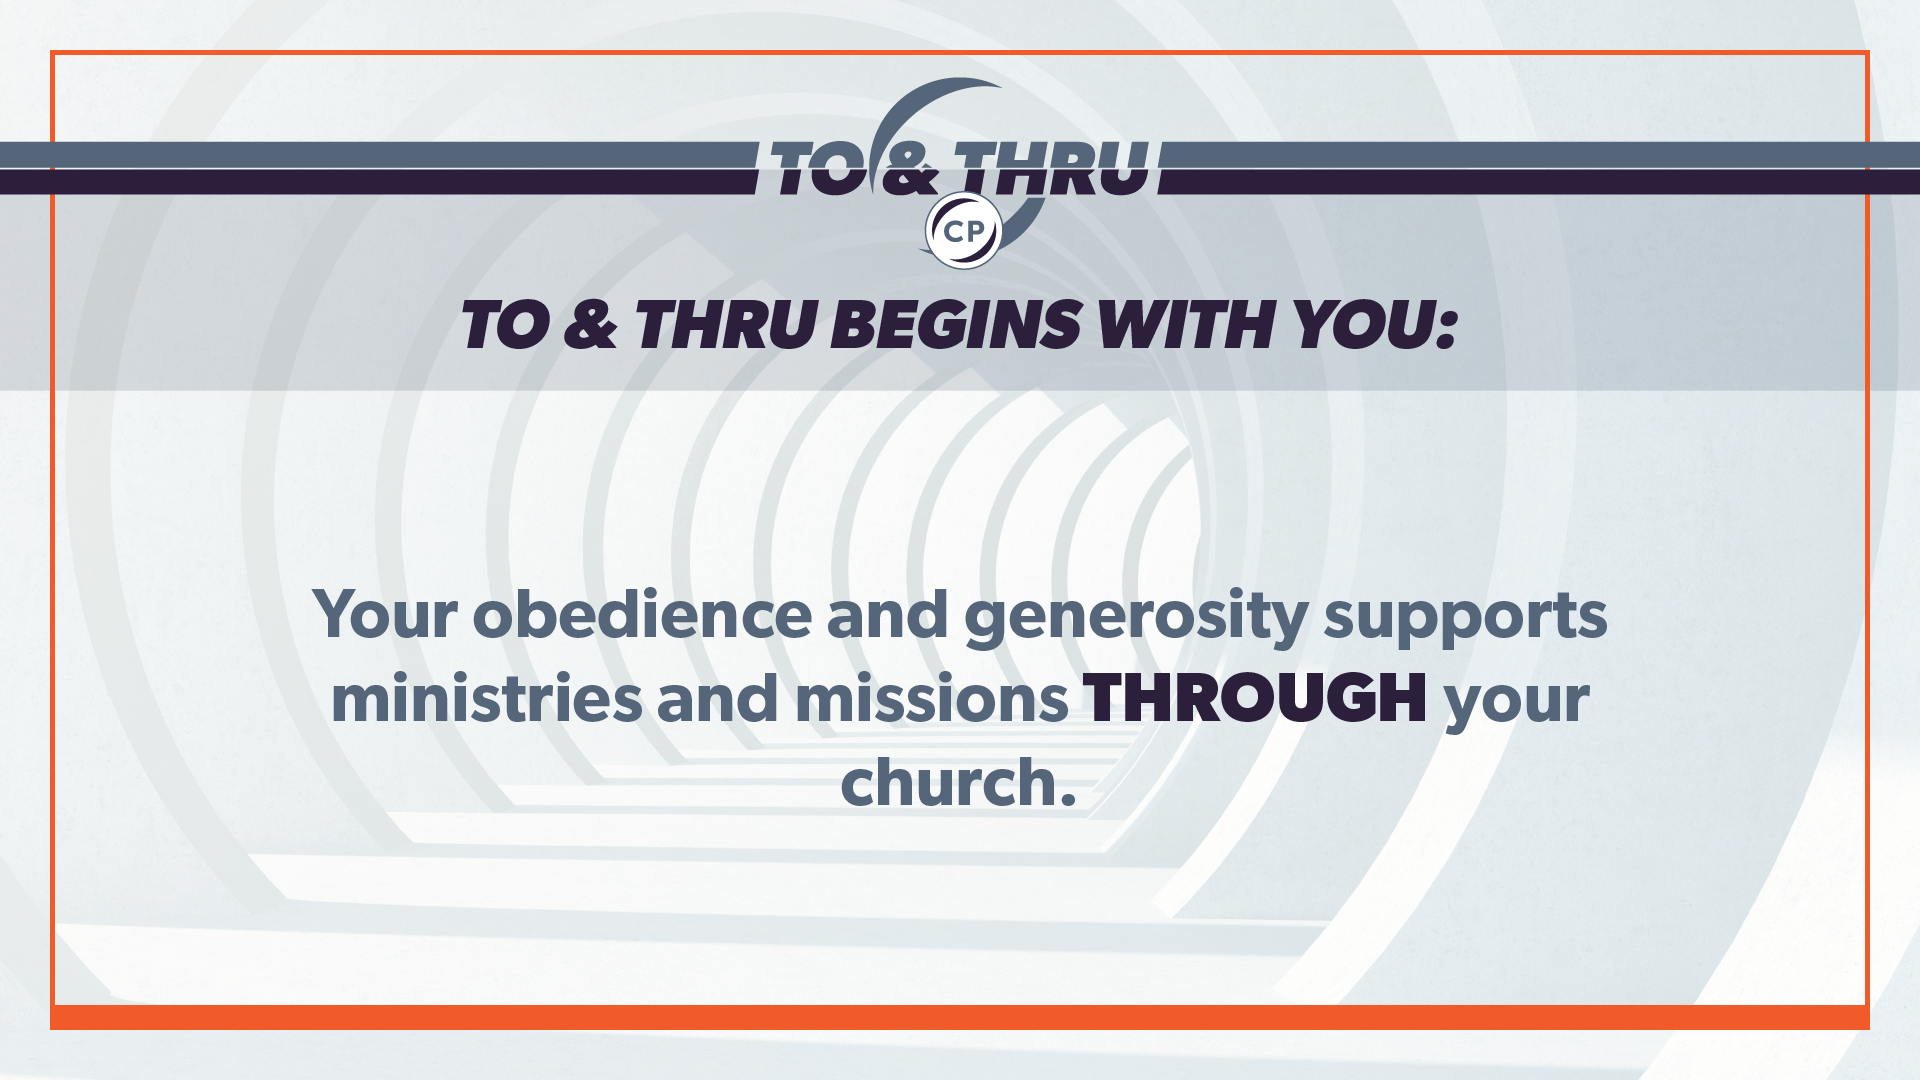 TO & THRU
CP
TO & THRU BEGINS WITH YOU:
Your obedience and generosity supports
ministries and missions THROUGH your
church.